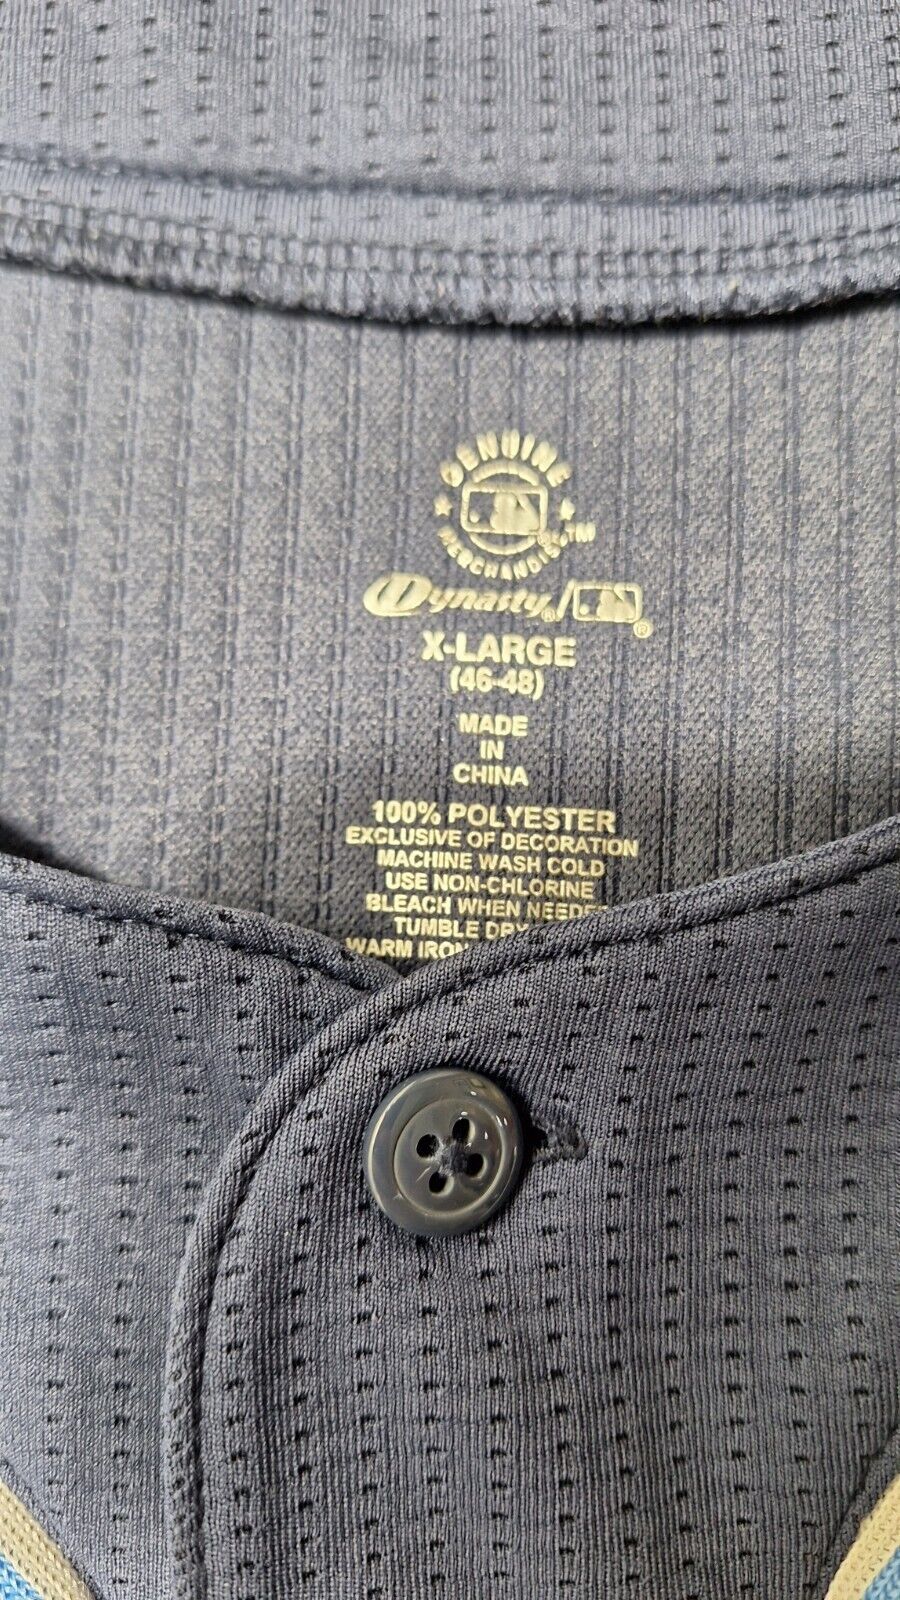 GENUINE
MERCHANDISE TM
Dynasty®/®
X-LARGE
(46-48)
MADE
IN
CHINA
100% POLYESTER
EXCLUSIVE OF DECORATION
MACHINE WASH COLD
USE NON-CHLORINE
BLEACH WHEN NEEDE
TUMBLE DRY
WARM IRON